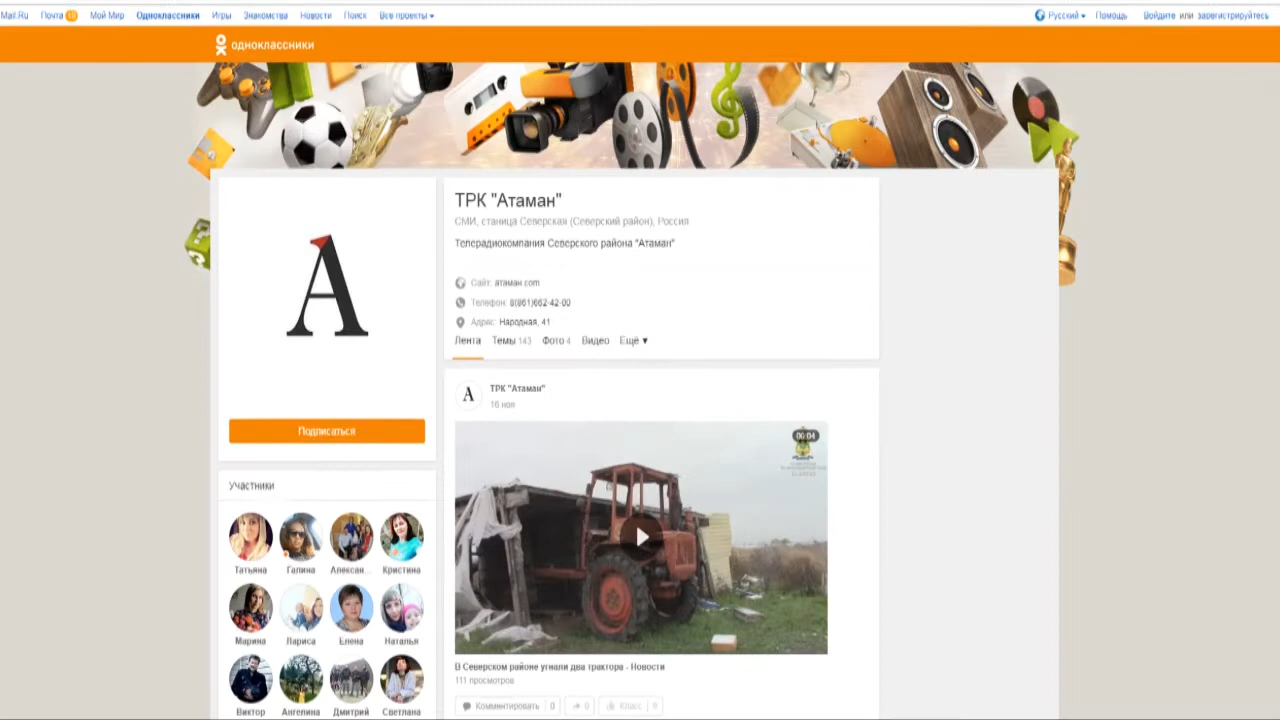 Mail.Ru Почта Мой Мир Одноклассники Игры Знакомства Новости Поиск Все проекты Русский Помощь Войдите или зарегистрируйтесь
одноклассники
A
ТРК "Атаман"
СМИ, станица Северская (Северский район), Россия
Телерадиокомпания Северского района "Атаман"
Сайт: атаман.com
Телефон: 8(861)662-42-00
Адрес: Народная, 41
Лента Темы 143 Фото 4 Видео Ещё
Подписаться
A
ТРК "Атаман"
16 ноя
00:04
В Северском районе угнали два трактора - Новости
111 просмотров
Комментировать 0 0 Класс 0
Участники
Татьяна Галина Алексан... Кристина
Марина Лариса Елена Наталья
Виктор Ангелина Дмитрий Светлана